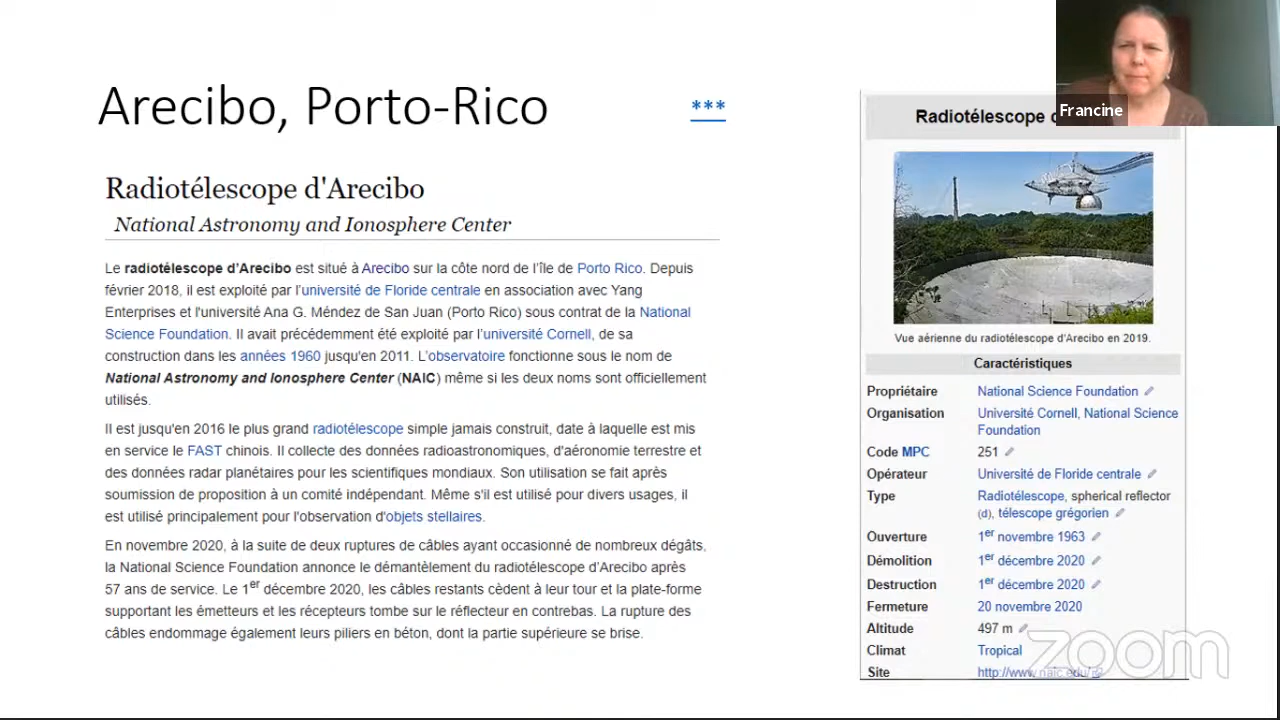 Arecibo, Porto-Rico
***
Francine
Radiotélescope d'Arecibo
National Astronomy and Ionosphere Center
Le radiotélescope d'Arecibo est situé à Arecibo sur la côte nord de l'île de Porto Rico. Depuis
février 2018, il est exploité par l'université de Floride centrale en association avec Yang
Enterprises et l'université Ana G. Méndez de San Juan (Porto Rico) sous contrat de la National
Science Foundation. Il avait précédemment été exploité par l'université Cornell, de sa
construction dans les années 1960 jusqu'en 2011. L'observatoire fonctionne sous le nom de
National Astronomy and Ionosphere Center (NAIC) même si les deux noms sont officiellement
utilisés.
Il est jusqu'en 2016 le plus grand radiotélescope simple jamais construit, date à laquelle est mis
en service le FAST chinois. Il collecte des données radioastronomiques, d'aéronomie terrestre et
des données radar planétaires pour les scientifiques mondiaux. Son utilisation se fait après
soumission de proposition à un comité indépendant. Même s'il est utilisé pour divers usages, il
est utilisé principalement pour l'observation d'objets stellaires.
En novembre 2020, à la suite de deux ruptures de câbles ayant occasionné de nombreux dégâts,
la National Science Foundation annonce le démantèlement du radiotélescope d'Arecibo après
57 ans de service. Le 1er décembre 2020, les câbles restants cèdent à leur tour et la plate-forme
supportant les émetteurs et les récepteurs tombe sur le réflecteur en contrebas. La rupture des
câbles endommage également leurs piliers en béton, dont la partie supérieure se brise.
Radiotélescope
Vue aérienne du radiotélescope d'Arecibo en 2019.
Caractéristiques
Propriétaire National Science Foundation
Organisation Université Cornell, National Science
Foundation
Code MPC 251
Opérateur Université de Floride centrale
Type Radiotélescope, spherical reflector
(d), télescope grégorien
Ouverture 1er novembre 1963
Démolition 1er décembre 2020
Destruction 1er décembre 2020
Fermeture 20 novembre 2020
Altitude 497 m
Climat Tropical
Site http://www.naic.edu/
zoom